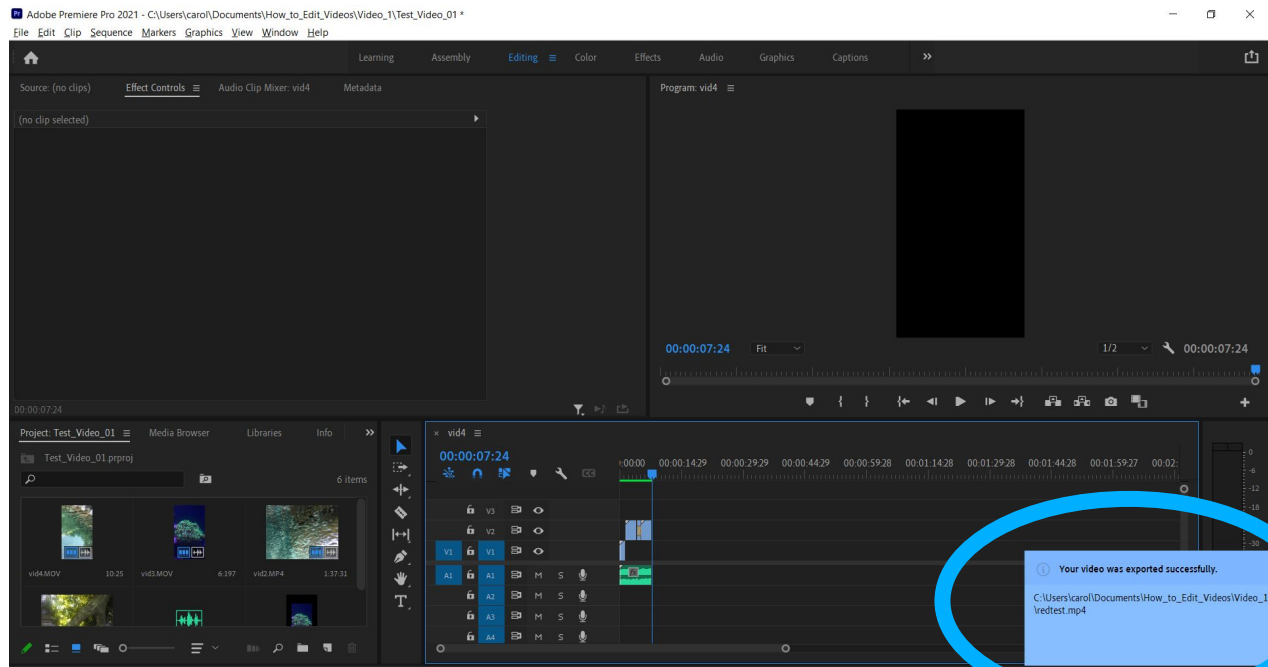 Pr Adobe Premiere Pro 2021 - C:\Users\carol\Documents\How_to_Edit_Videos\Video_1\Test_Video_01 *
File Edit Clip Sequence Markers Graphics View Window Help
Learning Assembly Editing Color Effects Audio Graphics Captions
Source: (no clips) Effect Controls Audio Clip Mixer: vid4 Metadata
Program: vid4
(no clip selected)
00:00:07:24 Fit 1/2 00:00:07:24
00:00:07:24
Project: Test_Video_01 Media Browser Libraries Info
Test_Video_01.prproj
6 items
vid4.MOV 10:25 vid3.MOV 6:197 vid2.MP4 1:37:31
× vid4
00:00:07:24
:00:00 00:00:14:29 00:00:29:29 00:00:44:29 00:00:59:28 00:01:14:28 00:01:29:28 00:01:44:28 00:01:59:27 00:02:
V3
V2
V1 V1
A1 A1 M S
A2 M S
A3 M S
A4 M S
T
0
-6
-12
-18
-30
Your video was exported successfully.
C:\Users\carol\Documents\How_to_Edit_Videos\Video_1
\redtest.mp4